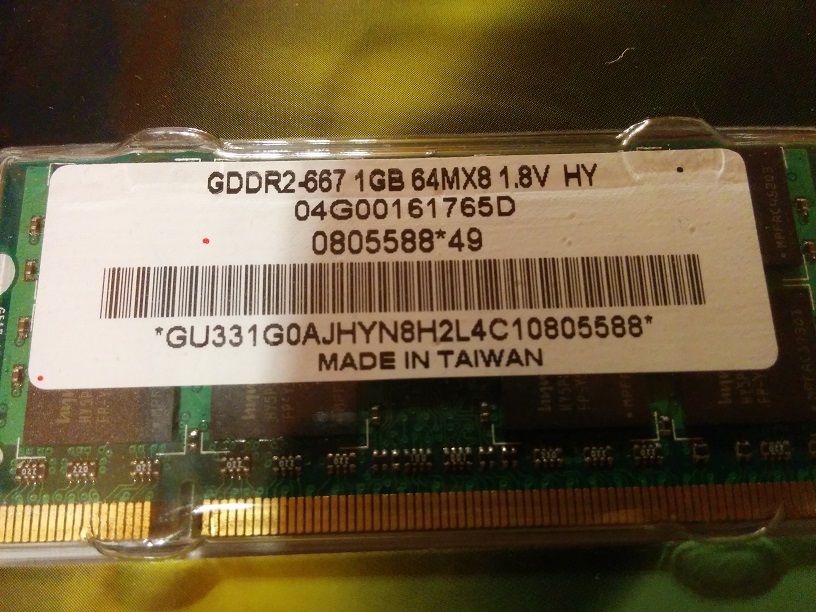 GDDR2-667 1GB 64MX8 1.8V HY
04G00161765D
0805588*49
*GU331G0AJHYN8H2L4C10805588*
MADE IN TAIWAN